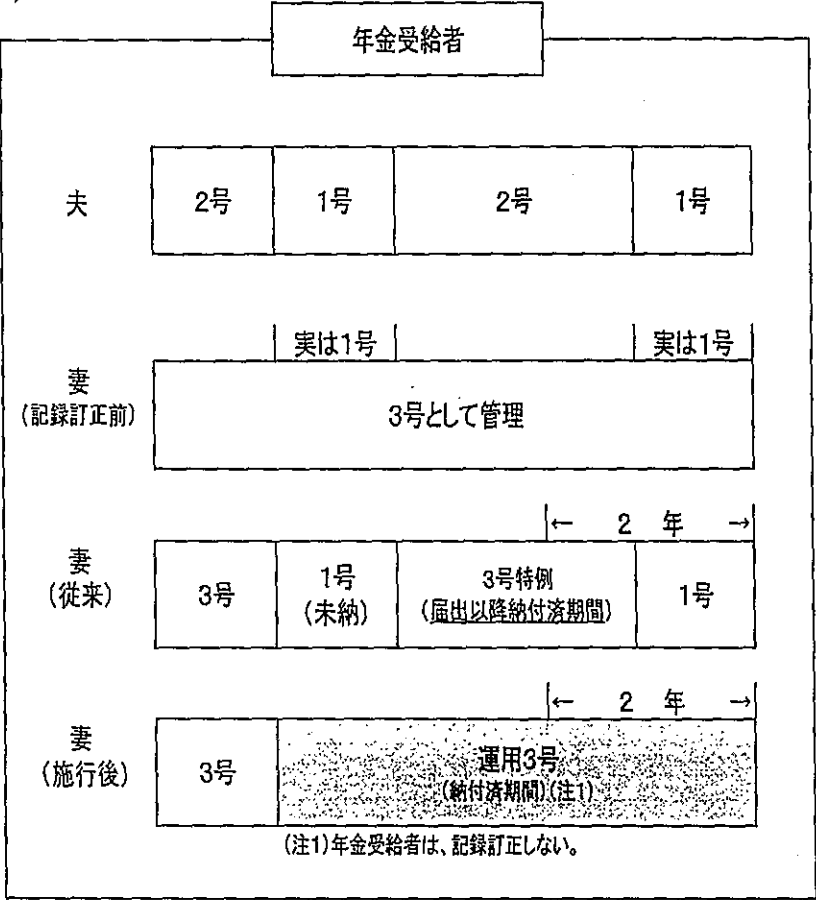 年金受給者
夫
2号
1号
2号
1号
実は1号
実は1号
妻
(記録訂正前)
3号として管理
← 2 年 →
妻
(従来)
3号
1号
(未納)
3号特例
(届出以降納付済期間)
1号
← 2 年 →
妻
(施行後)
3号
運用3号
(納付済期間)(注1)
(注1)年金受給者は、記録訂正しない。